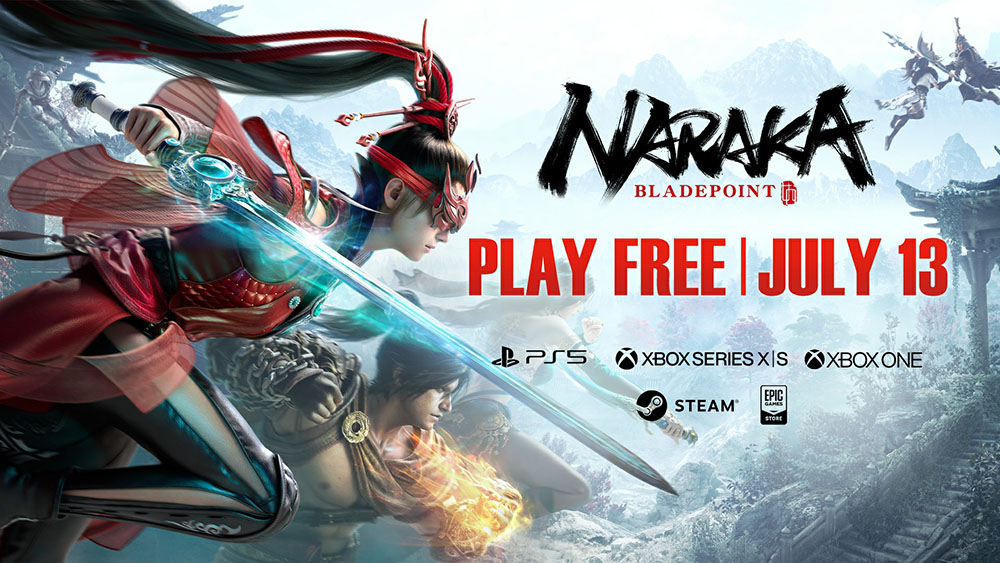 NARAKA
BLADEPOINT
PLAY FREE | JULY 13
PS5 XBOX SERIES X|S XBOX ONE
STEAM® EPIC GAMES STORE